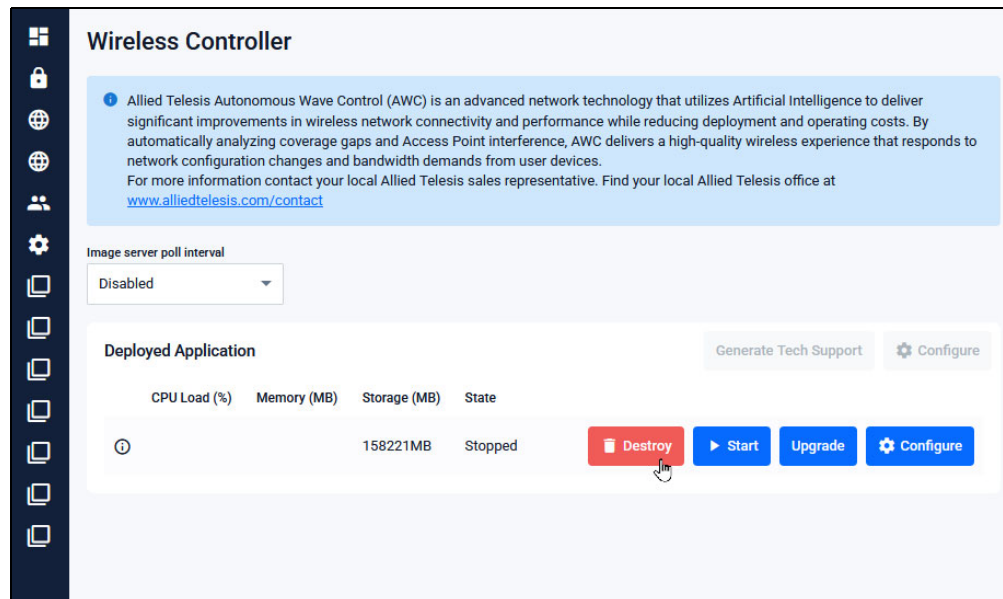 Wireless Controller
Allied Telesis Autonomous Wave Control (AWC) is an advanced network technology that utilizes Artificial Intelligence to deliver
significant improvements in wireless network connectivity and performance while reducing deployment and operating costs. By
automatically analyzing coverage gaps and Access Point interference, AWC delivers a high-quality wireless experience that responds to
network configuration changes and bandwidth demands from user devices.
For more information contact your local Allied Telesis sales representative. Find your local Allied Telesis office at
www.alliedtelesis.com/contact
Image server poll interval
Disabled
Deployed Application Generate Tech Support Configure
CPU Load (%) Memory (MB) Storage (MB) State
158221MB Stopped Destroy Start Upgrade Configure